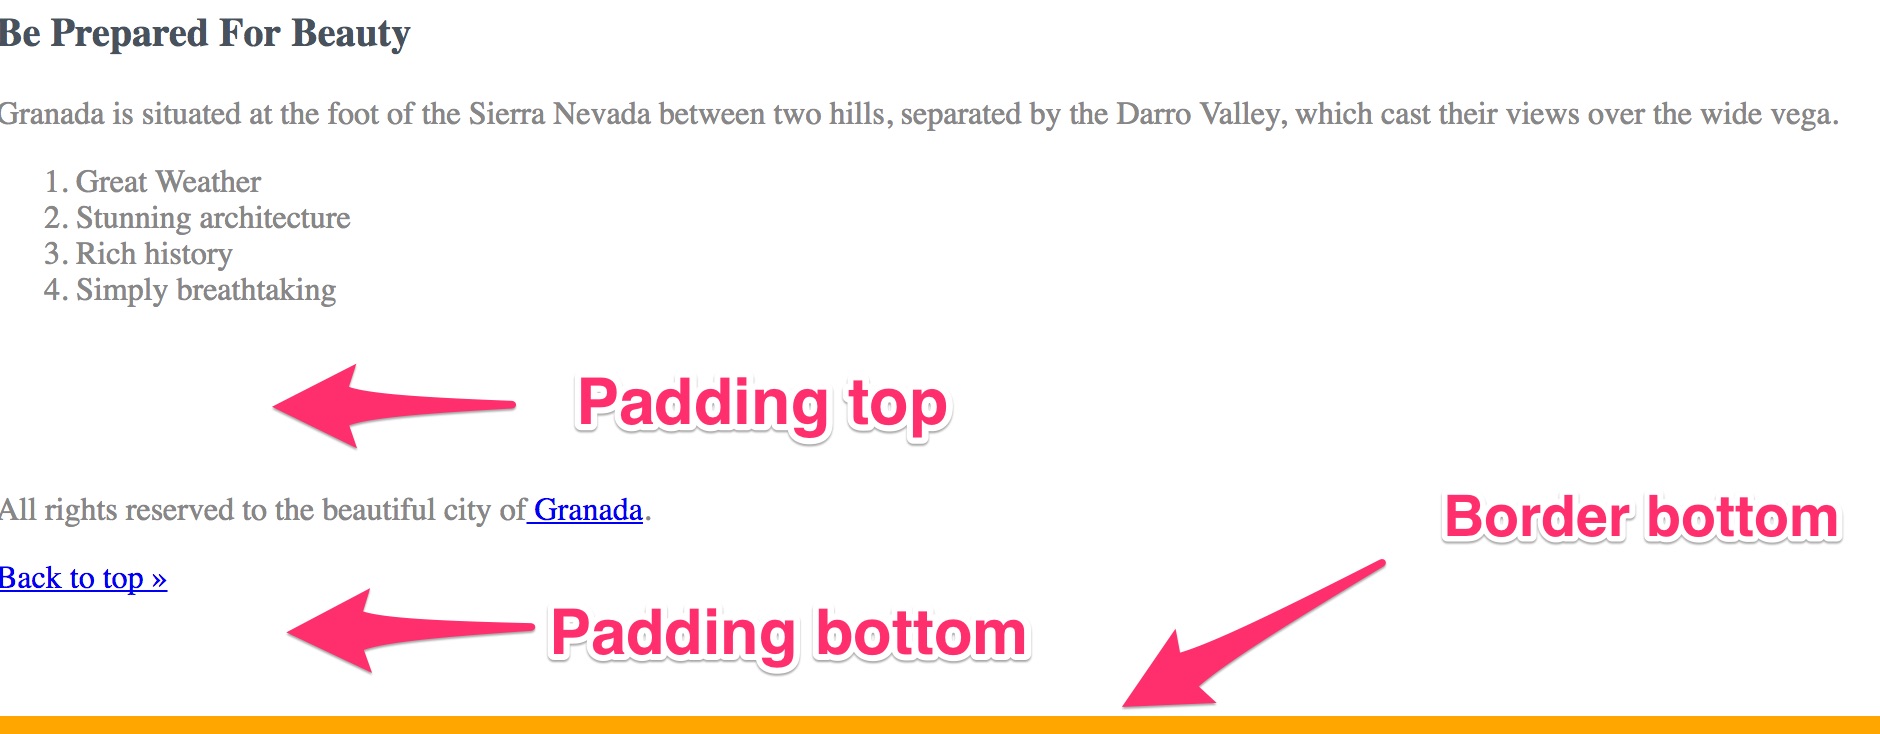 Be Prepared For Beauty
Granada is situated at the foot of the Sierra Nevada between two hills, separated by the Darro Valley, which cast their views over the wide vega.
1. Great Weather
2. Stunning architecture
3. Rich history
4. Simply breathtaking
Padding top
All rights reserved to the beautiful city of Granada.
Border bottom
Back to top »
Padding bottom